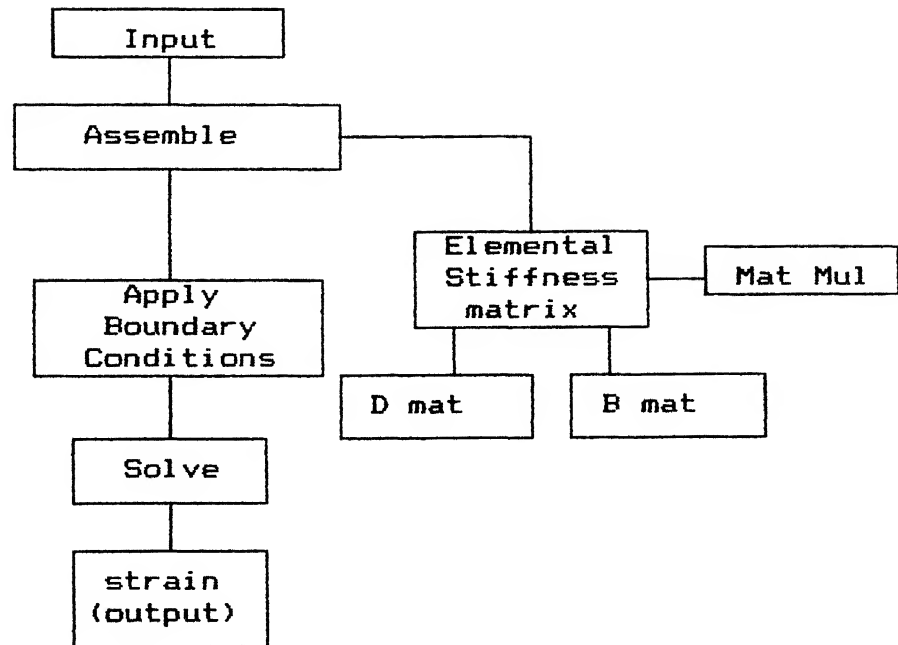 Input
Assemble
Elemental
Stiffness
matrix
Mat Mul
Apply
Boundary
Conditions
D mat
B mat
Solve
strain
(output)